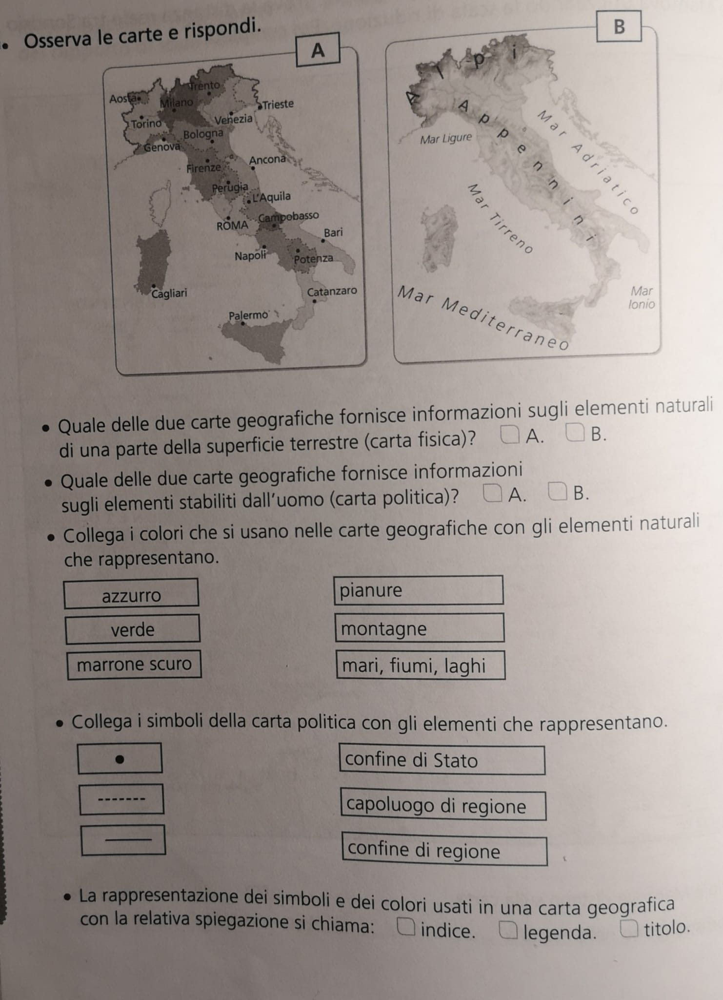 Osserva le carte e rispondi.
A
Aosta
Trento
Milano
Trieste
Torino
Venezia
Bologna
Genova
Ancona
Firenze
Perugia
L'Aquila
Campobasso
ROMA
Bari
Napoli
Potenza
Cagliari
Catanzaro
Palermo
B
Alpi
Appennini
Mar Ligure
Mar Adriatico
Mar Tirreno
Mar Mediterraneo
Mar
Ionio
• Quale delle due carte geografiche fornisce informazioni sugli elementi naturali
di una parte della superficie terrestre (carta fisica)? A. B.
• Quale delle due carte geografiche fornisce informazioni
sugli elementi stabiliti dall'uomo (carta politica)? A. B.
• Collega i colori che si usano nelle carte geografiche con gli elementi naturali
che rappresentano.
azzurro
pianure
verde
montagne
marrone scuro
mari, fiumi, laghi
• Collega i simboli della carta politica con gli elementi che rappresentano.
confine di Stato
capoluogo di regione
confine di regione
• La rappresentazione dei simboli e dei colori usati in una carta geografica
con la relativa spiegazione si chiama: indice. legenda. titolo.